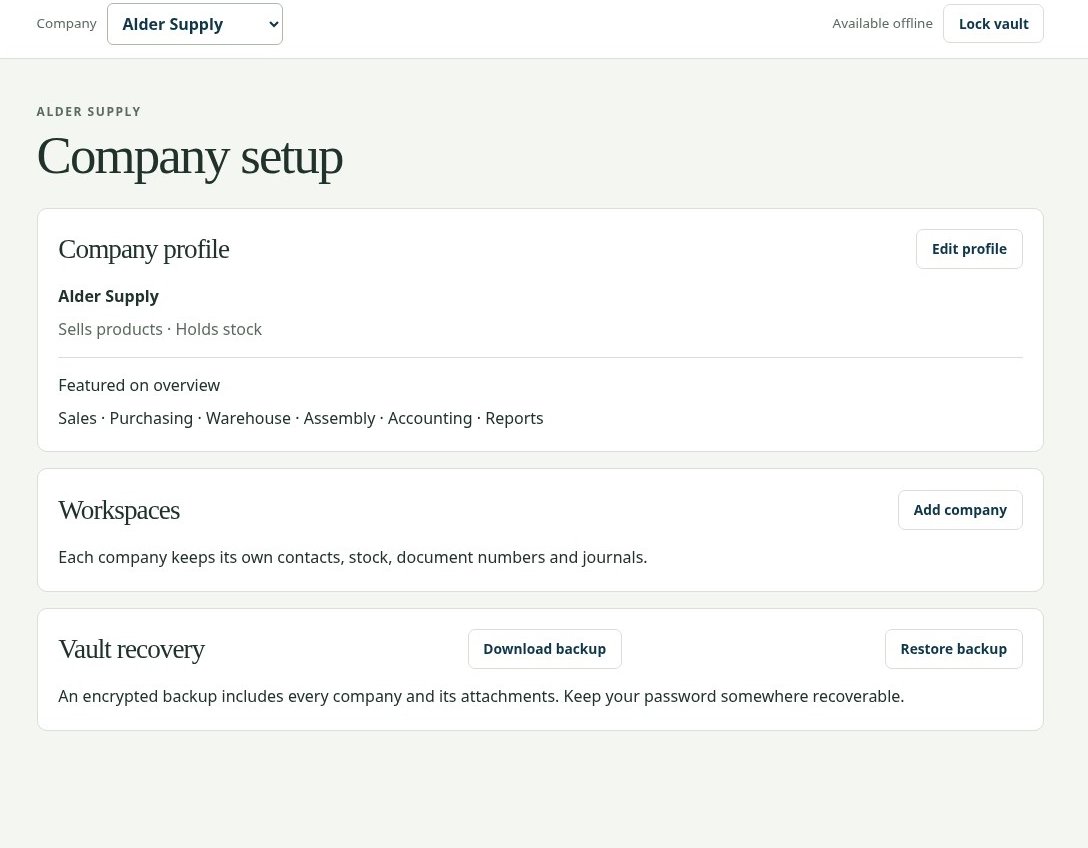 Company Alder Supply Available offline Lock vault
ALDER SUPPLY
Company setup
Company profile Edit profile
Alder Supply
Sells products · Holds stock
Featured on overview
Sales · Purchasing · Warehouse · Assembly · Accounting · Reports
Workspaces Add company
Each company keeps its own contacts, stock, document numbers and journals.
Vault recovery Download backup Restore backup
An encrypted backup includes every company and its attachments. Keep your password somewhere recoverable.